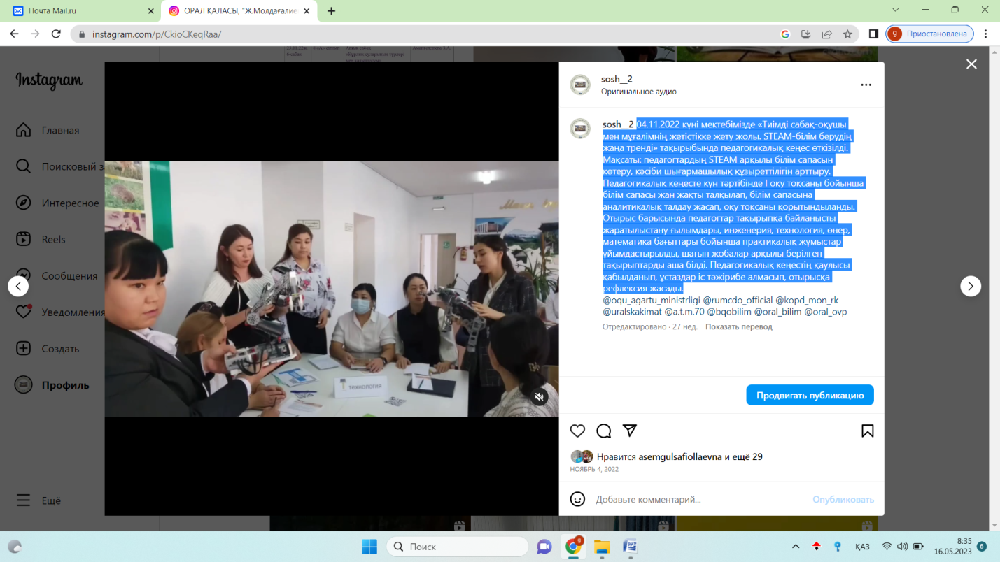 Почта Mail.ru
ОРАЛ ҚАЛАСЫ, "Ж.Молдағалие
instagram.com/p/CkioCKeqRaa/
g Приостановлена
Instagram
Главная
Поисковый з
Интересное
Reels
Сообщения
Уведомления
Создать
Профиль
Ещё
технология
sosh__2
Оригинальное аудио
sosh__2 04.11.2022 күні мектебімізде «Тиімді сабақ-оқушы
мен мұғалімнің жетістікке жету жолы. STEAM-білім берудің
жаңа тренді» тақырыбында педагогикалық кеңес өткізілді.
Мақсаты: педагогтардың STEAM арқылы білім сапасын
көтеру, кәсіби шығармашылық құзыреттілігін арттыру.
Педагогикалық кеңесте күн тәртібінде І оқу тоқсаны бойынша
білім сапасы жан жақты талқылап, білім сапасына
аналитикалық талдау жасап, оқу тоқсаны қорытындыланды.
Отырыс барысында педагогтар тақырыпқа байланысты
жаратылыстану ғылымдары, инженерия, технология, өнер,
математика бағыттары бойынша практикалық жұмыстар
ұйымдастырылды, шағын жобалар арқылы берілген
тақырыптарды аша білді. Педагогикалық кеңестің қаулысы
қабылданып, ұстаздар іс тәжірибе алмасып, отырысқа
рефлексия жасады.
@oqu_agartu_ministrligi @rumcdo_official @kopd_mon_rk
@uralskakimat @a.t.m.70 @bqobilim @oral_bilim @oral_ovp
Отредактировано · 27 нед. Показать перевод
Продвигать публикацию
Нравится asemgulsafiollaevna и ещё 29
НОЯБРЬ 4, 2022
Добавьте комментарий... Опубликовать
Поиск
9
ҚАЗ
8:35
16.05.2023
6